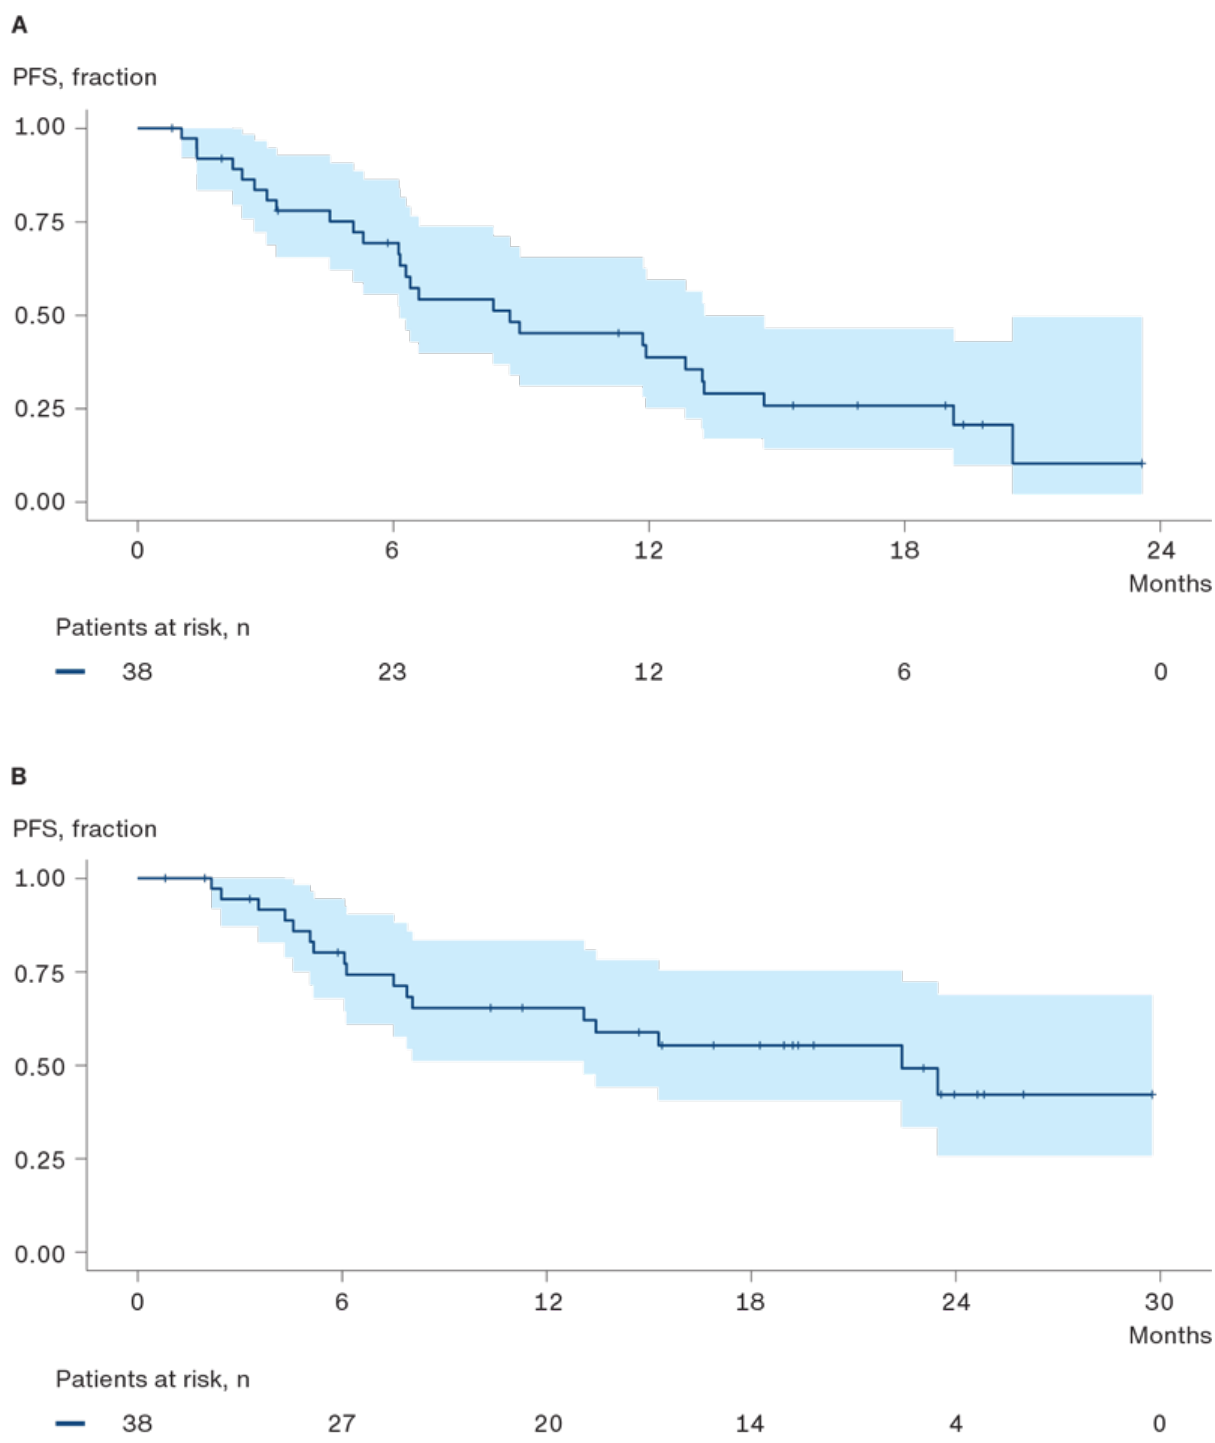 A
PFS, fraction
1.00
0.75
0.50
0.25
0.00
0 6 12 18 24
Months
Patients at risk, n
38 23 12 6 0
B
PFS, fraction
1.00
0.75
0.50
0.25
0.00
0 6 12 18 24 30
Months
Patients at risk, n
38 27 20 14 4 0